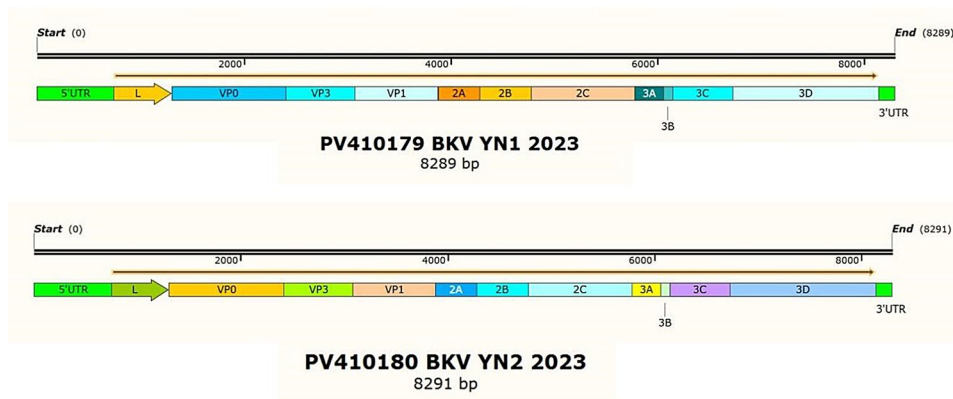 Start (0)
End (8289)
2000 4000 6000 8000
5'UTR L VP0 VP3 VP1 2A 2B 2C 3A 3C 3D
3B
3'UTR
PV410179 BKV YN1 2023
8289 bp
Start (0)
End (8291)
2000 4000 6000 8000
5'UTR L VP0 VP3 VP1 2A 2B 2C 3A 3C 3D
3B
3'UTR
PV410180 BKV YN2 2023
8291 bp